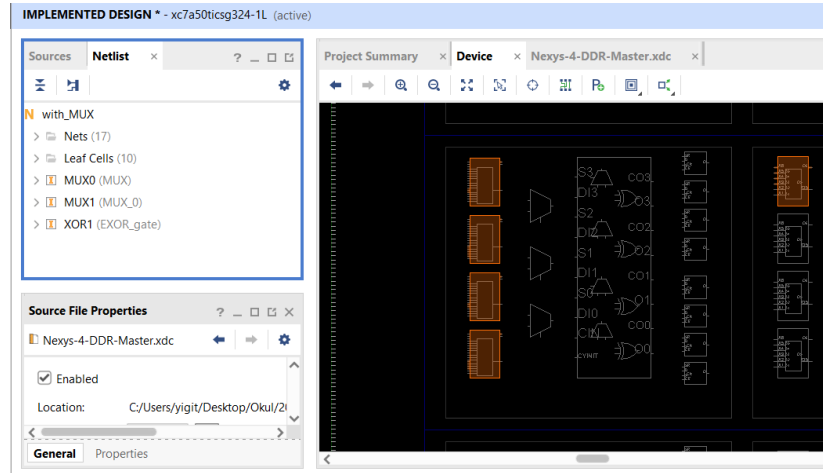 IMPLEMENTED DESIGN * - xc7a50ticsg324-1L (active)
Sources Netlist × ? _
N with_MUX
> Nets (17)
> Leaf Cells (10)
> MUX0 (MUX)
> MUX1 (MUX_0)
> XOR1 (EXOR_gate)
Source File Properties ? _ ×
Nexys-4-DDR-Master.xdc
Enabled
Location: C:/Users/yigit/Desktop/Okul/20
General Properties
Project Summary × Device × Nexys-4-DDR-Master.xdc ×
S3 CO3
DI3 O3
S2
DI2 CO2
S1 O2
DI1 CO1
S0 O1
DI0 CO0
CIN O0
CYINIT